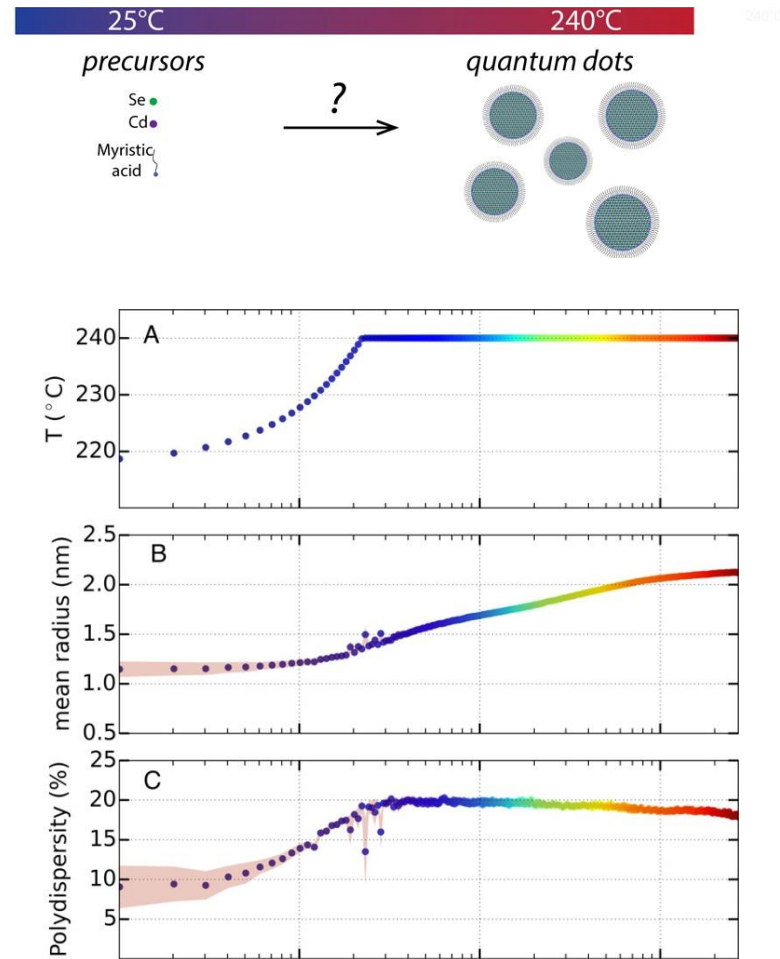 25°C 240°C
precursors quantum dots
Se
Cd
?
Myristic
acid
A
240
230
220
T (°C)
B
2.5
2.0
1.5
1.0
0.5
mean radius (nm)
C
25
20
15
10
5
Polydispersity (%)